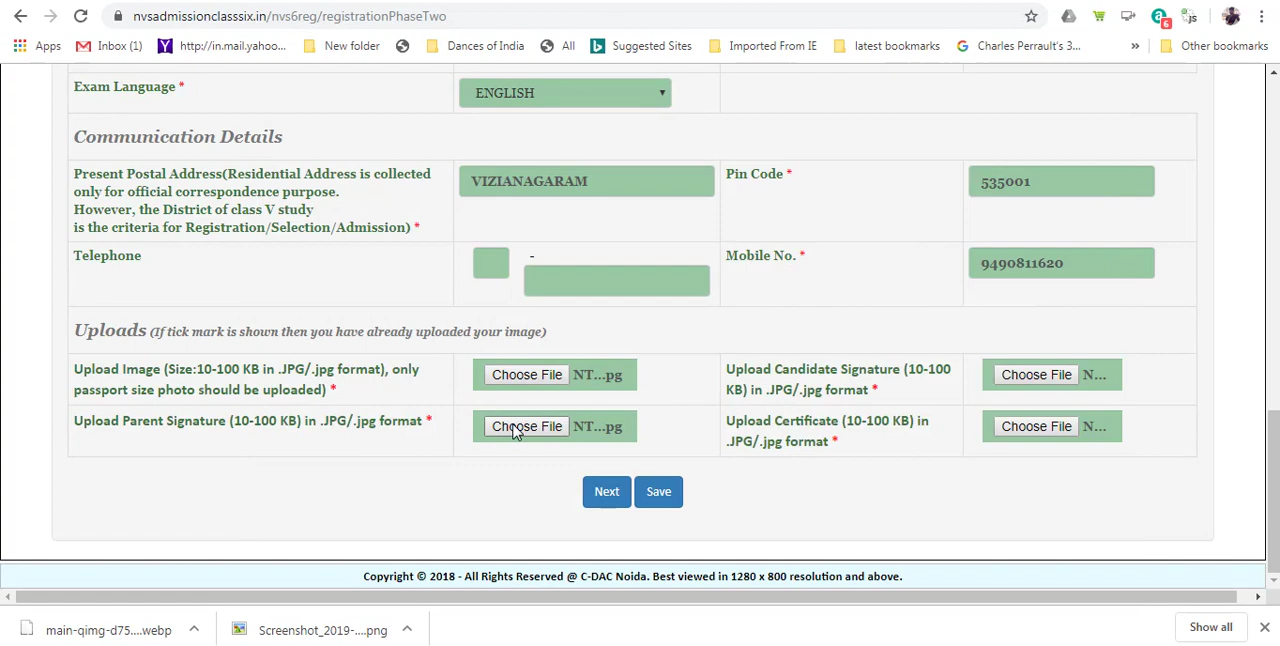 nvsadmissionclasssix.in/nvs6reg/registrationPhaseTwo
6
js
Apps Inbox (1) http://in.mail.yahoo... New folder Dances of India All Suggested Sites Imported From IE latest bookmarks Charles Perrault's 3... » Other bookmarks
Exam Language * ENGLISH
Communication Details
Present Postal Address(Residential Address is collected
only for official correspondence purpose.
However, the District of class V study
is the criteria for Registration/Selection/Admission) *
VIZIANAGARAM
Pin Code * 535001
Telephone -
Mobile No. * 9490811620
Uploads (If tick mark is shown then you have already uploaded your image)
Upload Image (Size:10-100 KB in .JPG/.jpg format), only
passport size photo should be uploaded) *
Choose File NT...pg
Upload Candidate Signature (10-100
KB) in .JPG/.jpg format *
Choose File N...
Upload Parent Signature (10-100 KB) in .JPG/.jpg format *
Choose File NT...pg
Upload Certificate (10-100 KB) in
.JPG/.jpg format *
Choose File N...
Next Save
Copyright © 2018 - All Rights Reserved @ C-DAC Noida. Best viewed in 1280 x 800 resolution and above.
main-qimg-d75....webp Screenshot_2019-....png Show all